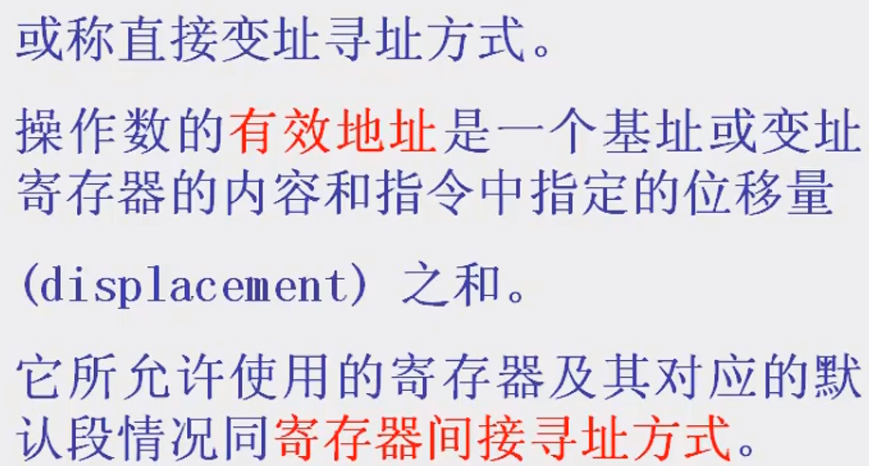 或称直接变址寻址方式。
操作数的有效地址是一个基址或变址
寄存器的内容和指令中指定的位移量
(displacement) 之和。
它所允许使用的寄存器及其对应的默
认段情况同寄存器间接寻址方式。